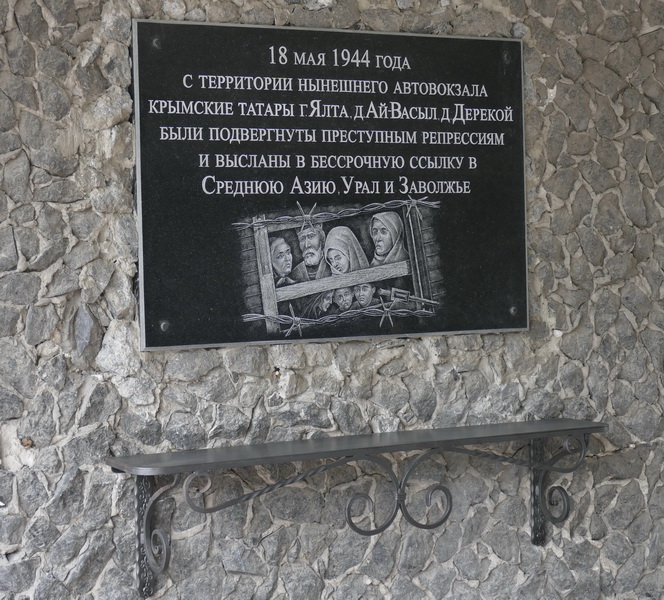 18 мая 1944 года
с территории нынешнего автовокзала
крымские татары г.Ялта, д.Ай-Васыл, д.Дерекой
были подвергнуты преступным репрессиям
и высланы в бессрочную ссылку в
Среднюю Азию, Урал и Заволжье